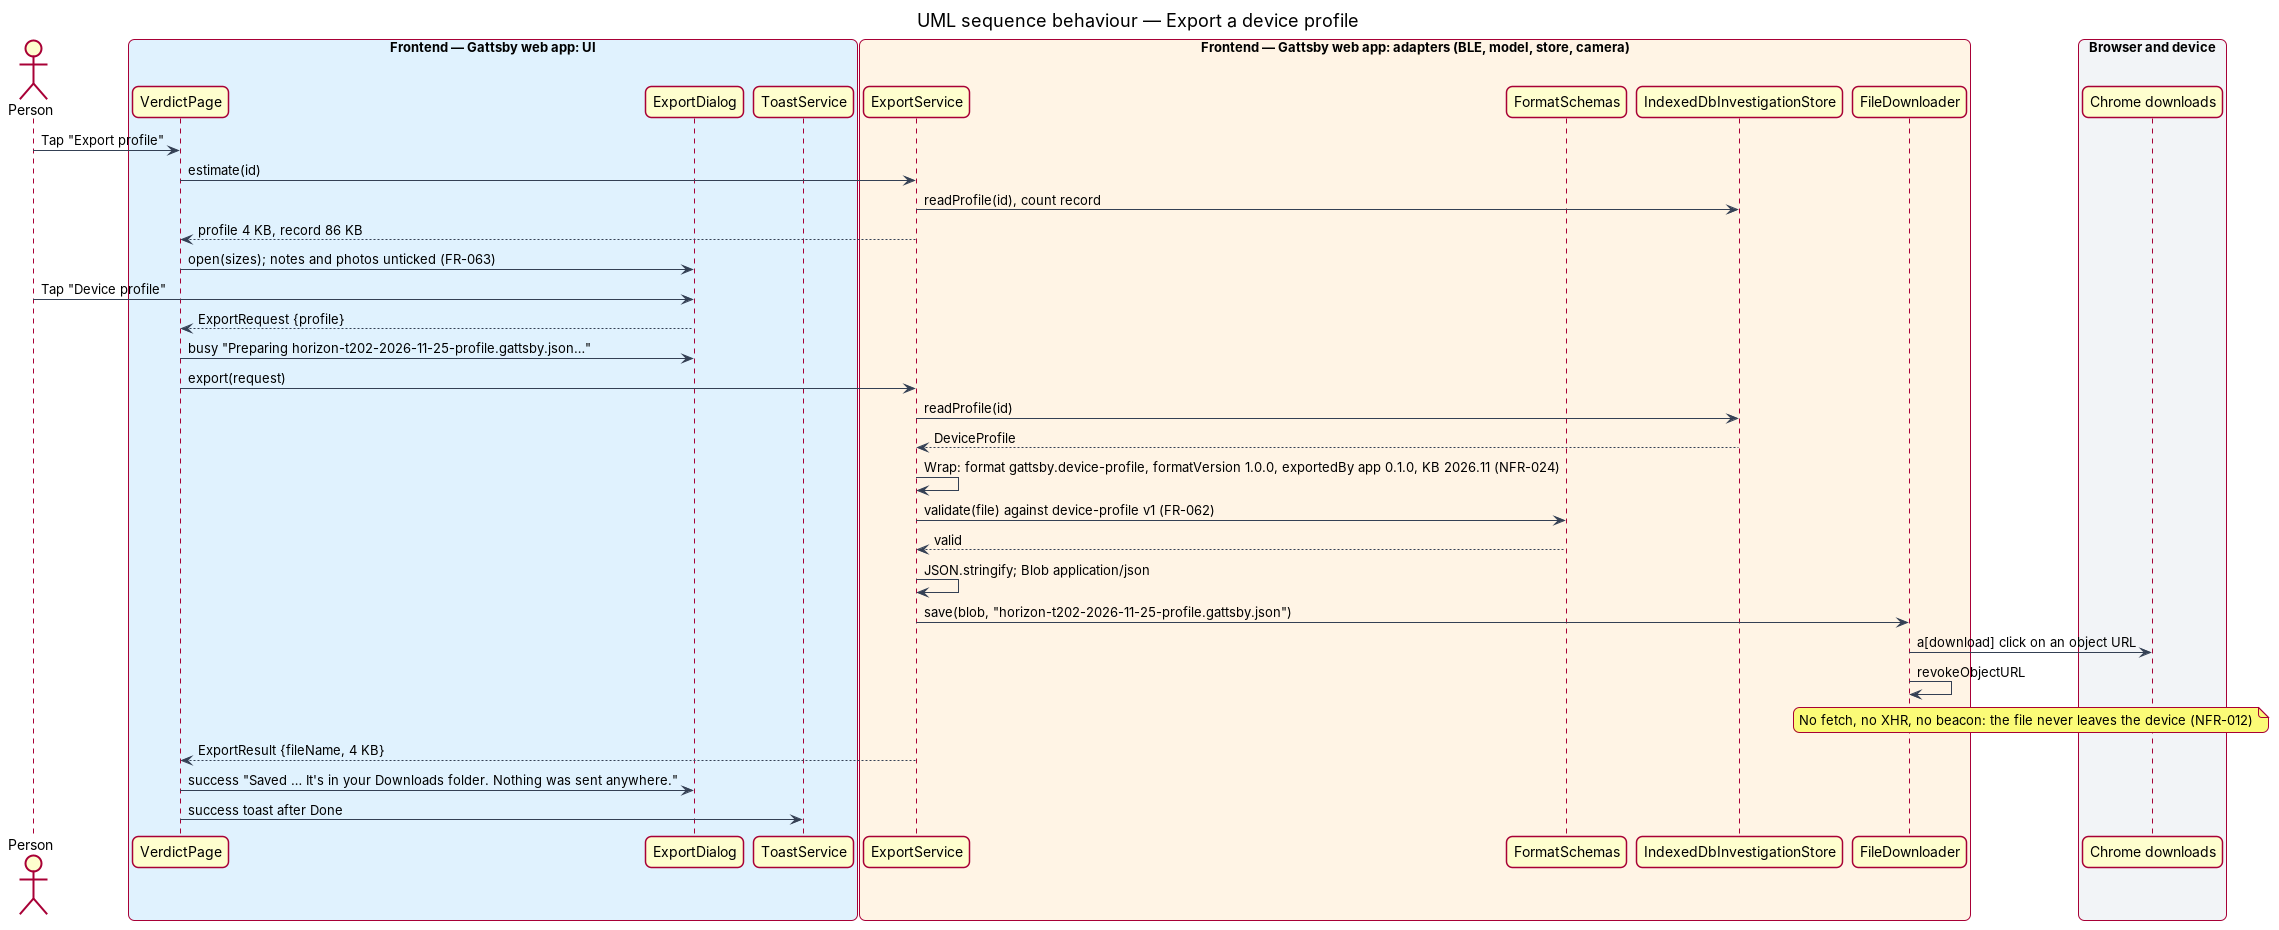 UML sequence behaviour — Export a device profile
Frontend — Gattsby web app: UI
Frontend — Gattsby web app: adapters (BLE, model, store, camera)
Browser and device
Person
VerdictPage
ExportDialog
ToastService
ExportService
FormatSchemas
IndexedDbInvestigationStore
FileDownloader
Chrome downloads
Tap "Export profile"
estimate(id)
readProfile(id), count record
profile 4 KB, record 86 KB
open(sizes); notes and photos unticked (FR-063)
Tap "Device profile"
ExportRequest {profile}
busy "Preparing horizon-t202-2026-11-25-profile.gattsby.json..."
export(request)
readProfile(id)
DeviceProfile
Wrap: format gattsby.device-profile, formatVersion 1.0.0, exportedBy app 0.1.0, KB 2026.11 (NFR-024)
validate(file) against device-profile v1 (FR-062)
valid
JSON.stringify; Blob application/json
save(blob, "horizon-t202-2026-11-25-profile.gattsby.json")
a[download] click on an object URL
revokeObjectURL
No fetch, no XHR, no beacon: the file never leaves the device (NFR-012)
ExportResult {fileName, 4 KB}
success "Saved ... It's in your Downloads folder. Nothing was sent anywhere."
success toast after Done
Person
VerdictPage
ExportDialog
ToastService
ExportService
FormatSchemas
IndexedDbInvestigationStore
FileDownloader
Chrome downloads